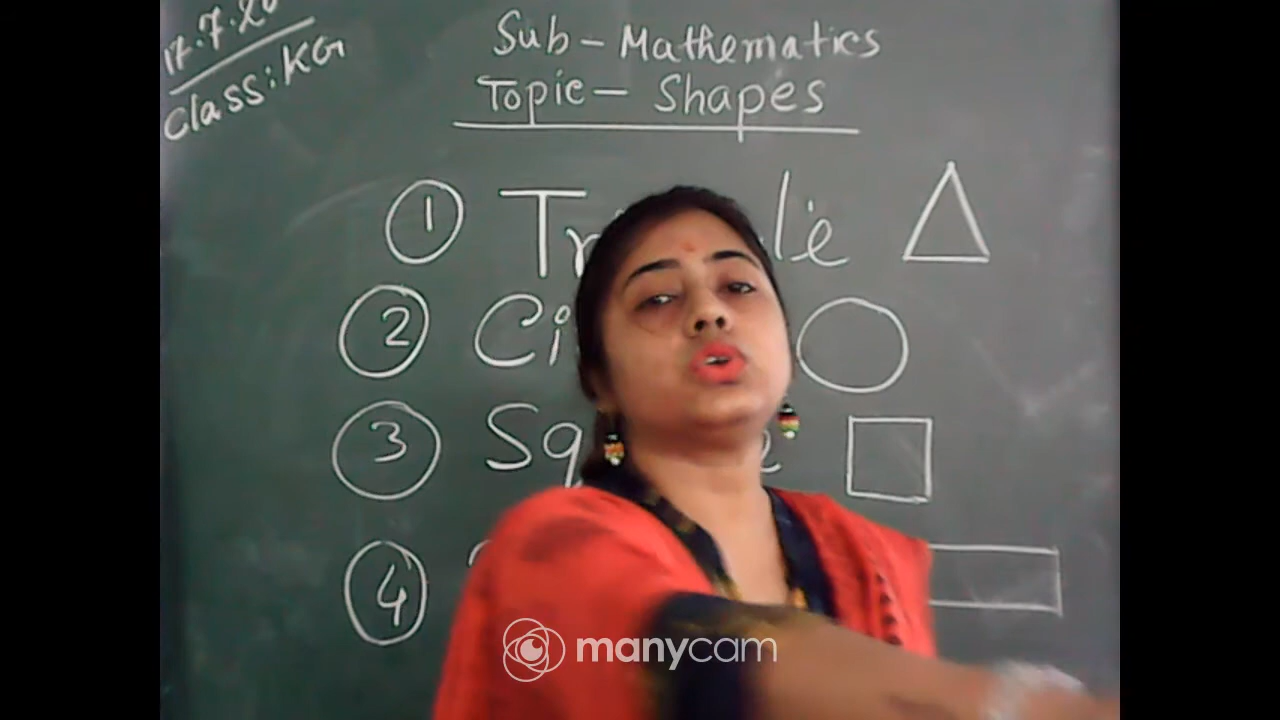 17.7.20
Class: KG
Sub - Mathematics
Topic - Shapes
1
2
3
4
manycam